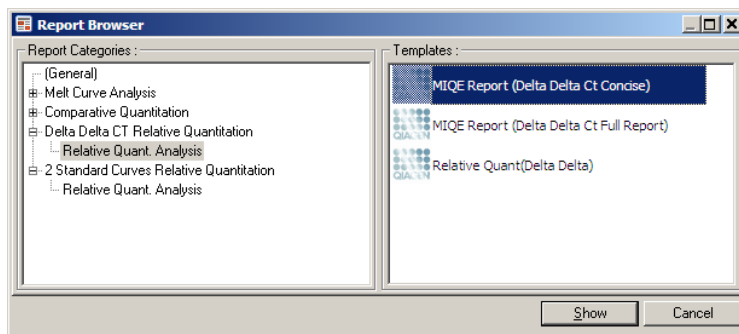 Report Browser
Report Categories :
(General)
Melt Curve Analysis
Comparative Quantitation
Delta Delta CT Relative Quantitation
Relative Quant. Analysis
2 Standard Curves Relative Quantitation
Relative Quant. Analysis
Templates :
MIQE Report (Delta Delta Ct Concise)
QIAGEN
MIQE Report (Delta Delta Ct Full Report)
QIAGEN
Relative Quant(Delta Delta)
Show
Cancel